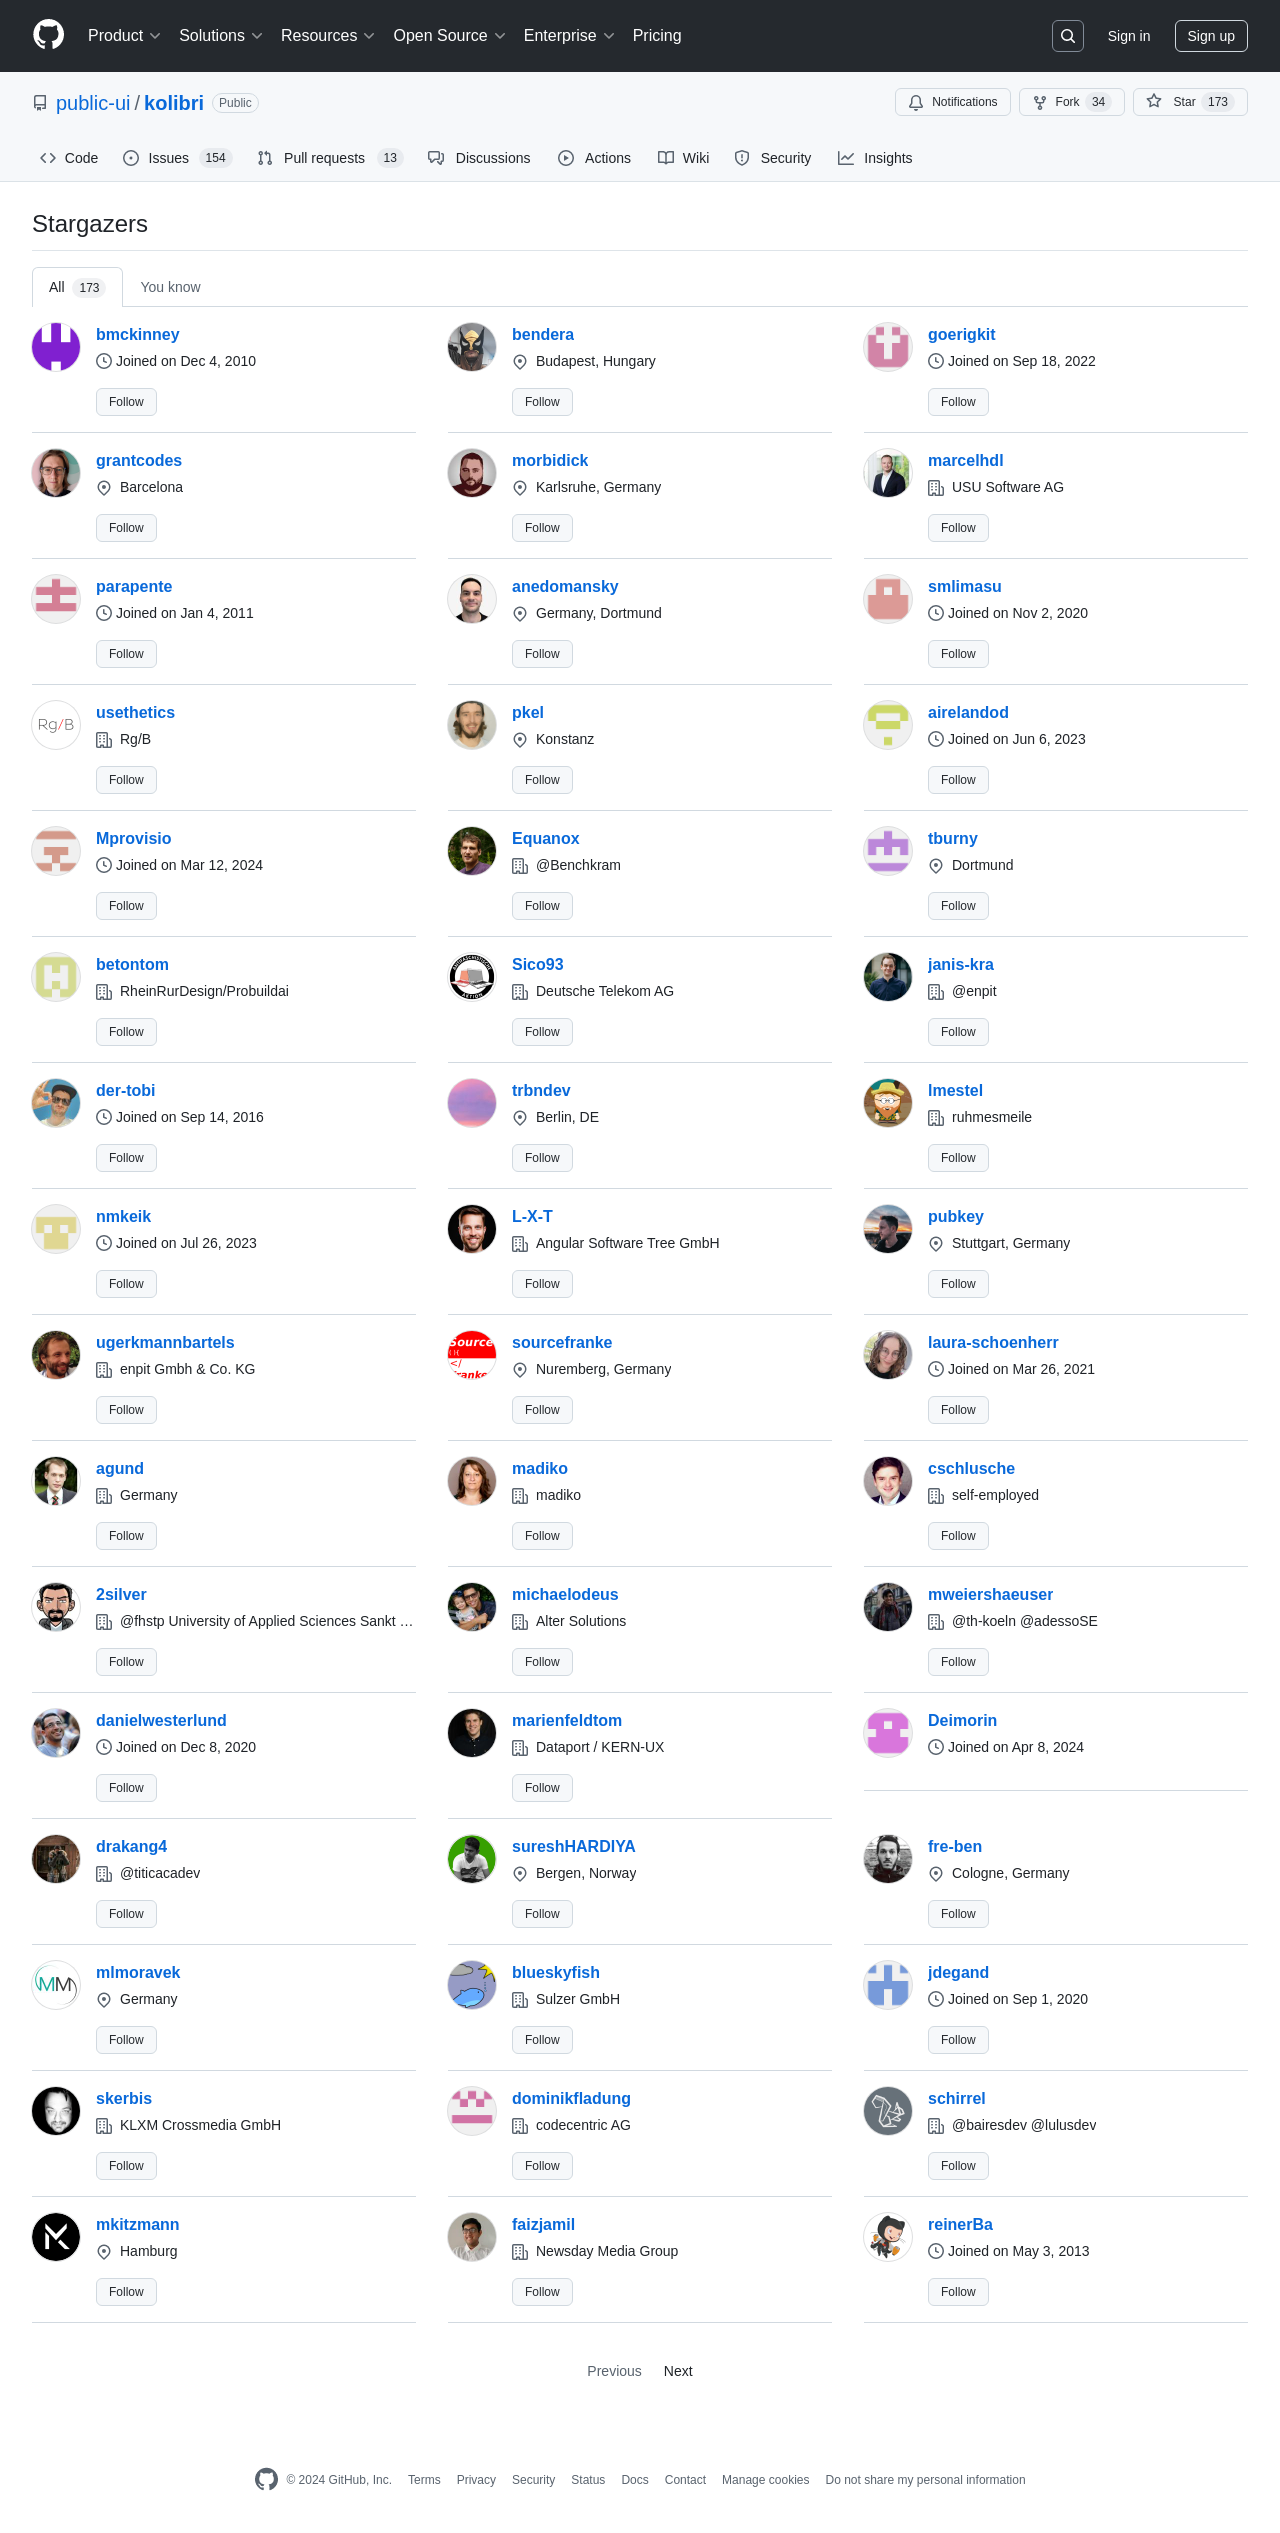 Product Solutions Resources Open Source Enterprise Pricing Sign in Sign up
public-ui / kolibri Public Notifications Fork 34 Star 173
Code Issues 154 Pull requests 13 Discussions Actions Wiki Security Insights
Stargazers
All 173 You know
bmckinney bendera goerigkit
Joined on Dec 4, 2010 Budapest, Hungary Joined on Sep 18, 2022
Follow Follow Follow
grantcodes morbidick marcelhdl
Barcelona Karlsruhe, Germany USU Software AG
Follow Follow Follow
parapente anedomansky smlimasu
Joined on Jan 4, 2011 Germany, Dortmund Joined on Nov 2, 2020
Follow Follow Follow
Rg/B usethetics pkel airelandod
Rg/B Konstanz Joined on Jun 6, 2023
Follow Follow Follow
Mprovisio Equanox tburny
Joined on Mar 12, 2024 @Benchkram Dortmund
Follow Follow Follow
betontom Sico93 janis-kra
RheinRurDesign/Probuildai Deutsche Telekom AG @enpit
Follow Follow Follow
der-tobi trbndev lmestel
Joined on Sep 14, 2016 Berlin, DE ruhmesmeile
Follow Follow Follow
nmkeik L-X-T pubkey
Joined on Jul 26, 2023 Angular Software Tree GmbH Stuttgart, Germany
Follow Follow Follow
ugerkmannbartels Source sourcefranke laura-schoenherr
enpit Gmbh & Co. KG </ Nuremberg, Germany Joined on Mar 26, 2021
Follow Follow Follow
agund madiko cschlusche
Germany madiko self-employed
Follow Follow Follow
2silver michaelodeus mweiershaeuser
@fhstp University of Applied Sciences Sankt … Alter Solutions @th-koeln @adessoSE
Follow Follow Follow
danielwesterlund marienfeldtom Deimorin
Joined on Dec 8, 2020 Dataport / KERN-UX Joined on Apr 8, 2024
Follow Follow
drakang4 sureshHARDIYA fre-ben
@titicacadev Bergen, Norway Cologne, Germany
Follow Follow Follow
MM mlmoravek blueskyfish jdegand
Germany Sulzer GmbH Joined on Sep 1, 2020
Follow Follow Follow
skerbis dominikfladung schirrel
KLXM Crossmedia GmbH codecentric AG @bairesdev @lulusdev
Follow Follow Follow
mkitzmann faizjamil reinerBa
Hamburg Newsday Media Group Joined on May 3, 2013
Follow Follow Follow
Previous Next
© 2024 GitHub, Inc. Terms Privacy Security Status Docs Contact Manage cookies Do not share my personal information